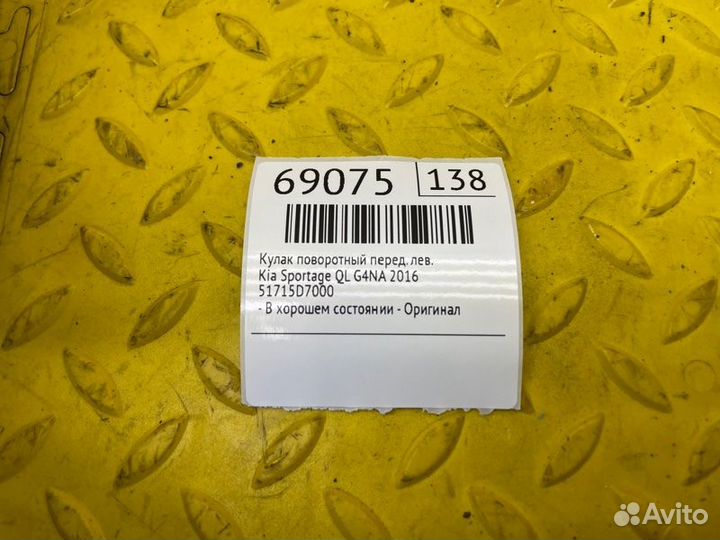 69075 138
Кулак поворотный перед. лев.
Kia Sportage QL G4NA 2016
51715D7000
- В хорошем состоянии - Оригинал
Avito